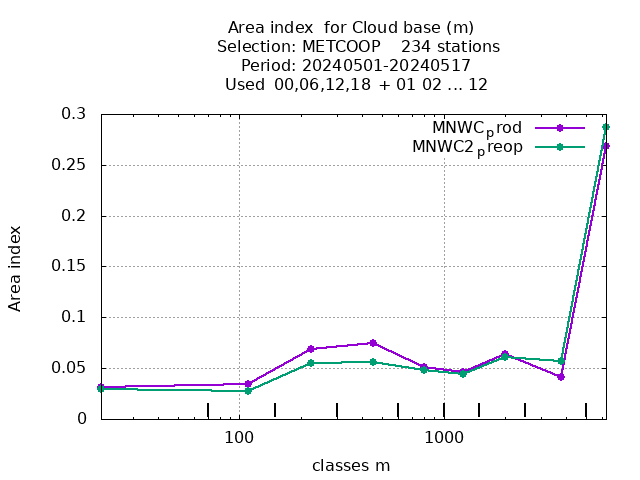 Area index  for Cloud base (m)
Selection: METCOOP    234 stations
Period: 20240501-20240517
Used  00,06,12,18 + 01 02 ... 12
MNWCprod
MNWC2preop
0.3
0.25
0.2
0.15
0.1
0.05
0
Area index
100
1000
classes m